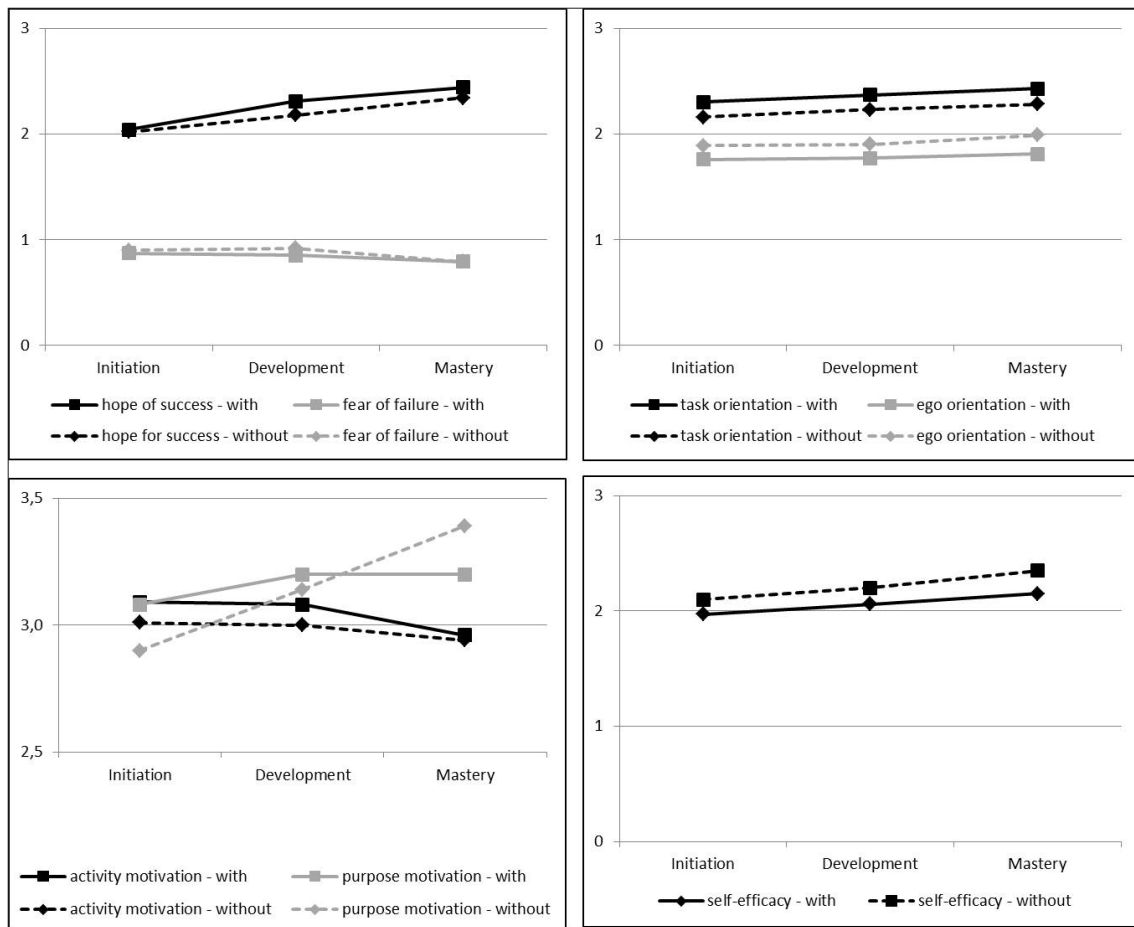 3
2
1
0
Initiation Development Mastery
hope of success - with fear of failure - with
hope for success - without fear of failure - without
3
2
1
0
Initiation Development Mastery
task orientation - with ego orientation - with
task orientation - without ego orientation - without
3,5
3,0
2,5
Initiation Development Mastery
activity motivation - with purpose motivation - with
activity motivation - without purpose motivation - without
3
2
1
0
Initiation Development Mastery
self-efficacy - with self-efficacy - without